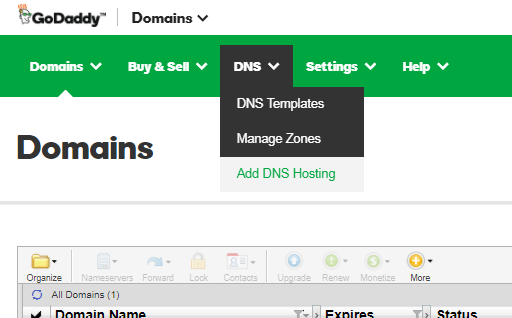 GoDaddy™ Domains
Domains Buy & Sell DNS Settings Help
DNS Templates
Manage Zones
Domains
Add DNS Hosting
Organize Nameservers Forward Lock Contacts Upgrade Renew Monetize More
All Domains (1)
Domain Name Expires Status